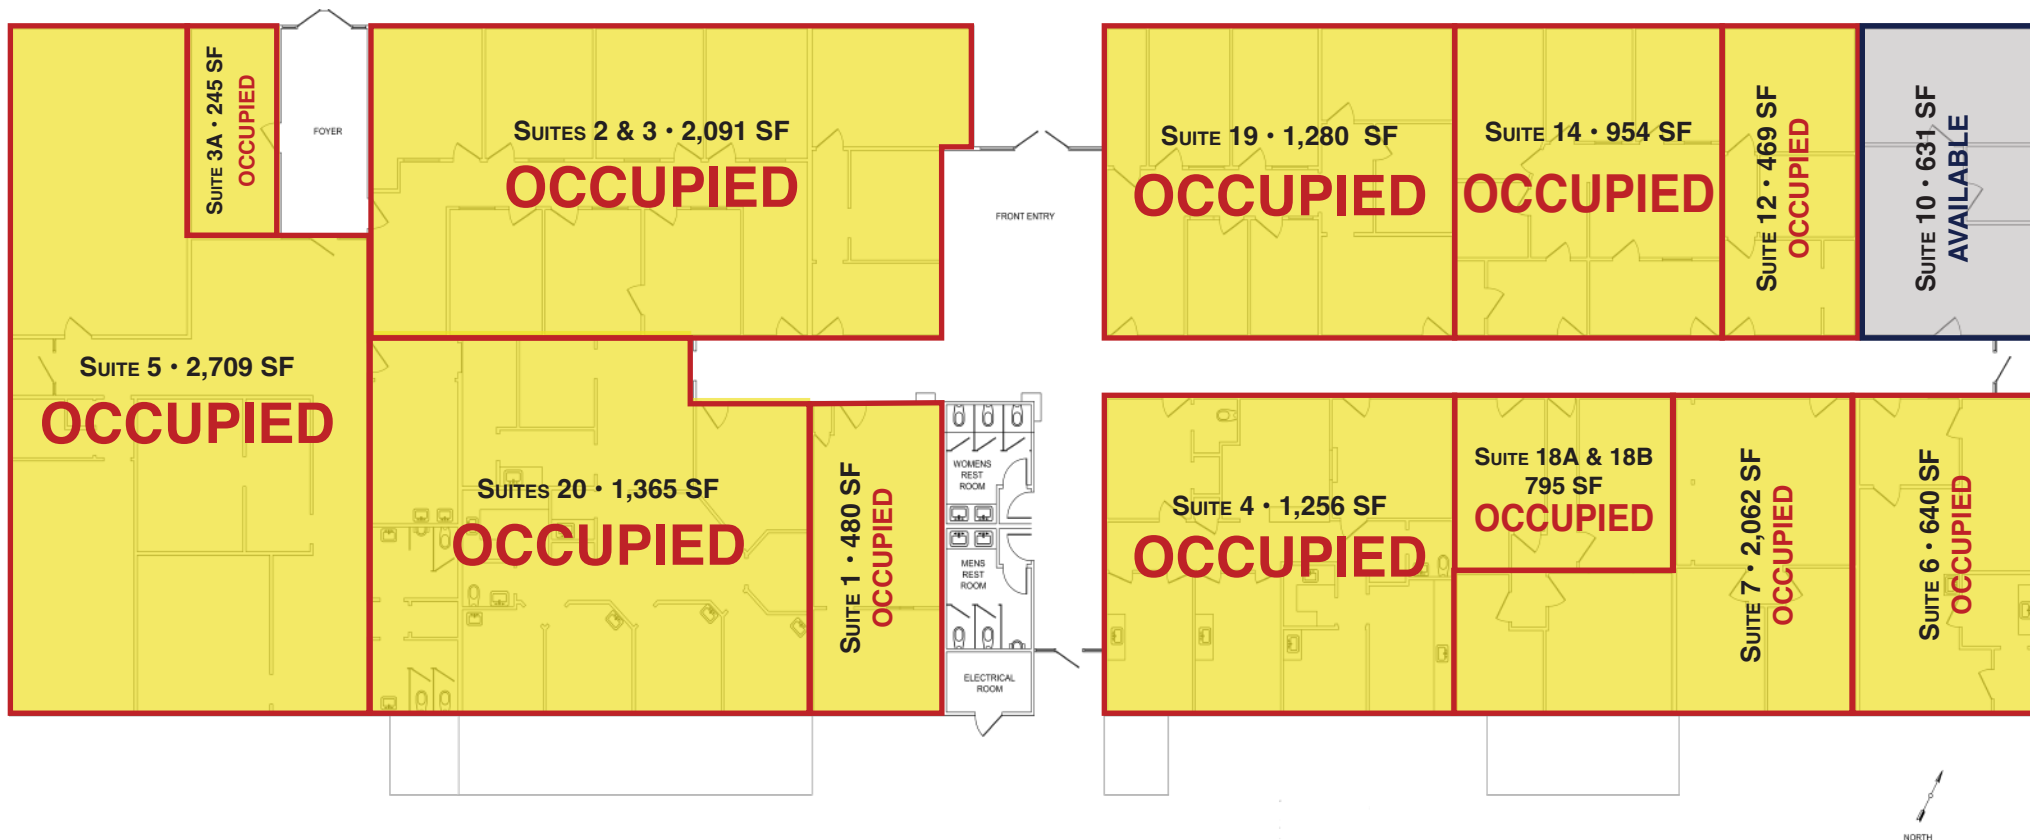 SUITE 3A • 245 SF
OCCUPIED
FOYER
SUITES 2 & 3 • 2,091 SF
OCCUPIED
FRONT ENTRY
SUITE 19 • 1,280 SF
OCCUPIED
SUITE 14 • 954 SF
OCCUPIED
SUITE 12 • 469 SF
OCCUPIED
SUITE 10 • 631 SF
AVAILABLE
SUITE 5 • 2,709 SF
OCCUPIED
SUITES 20 • 1,365 SF
OCCUPIED
SUITE 1 • 480 SF
OCCUPIED
WOMENS
REST
ROOM
MENS
REST
ROOM
ELECTRICAL
ROOM
SUITE 4 • 1,256 SF
OCCUPIED
SUITE 18A & 18B
795 SF
OCCUPIED
SUITE 7 • 2,062 SF
OCCUPIED
SUITE 6 • 640 SF
OCCUPIED
NORTH